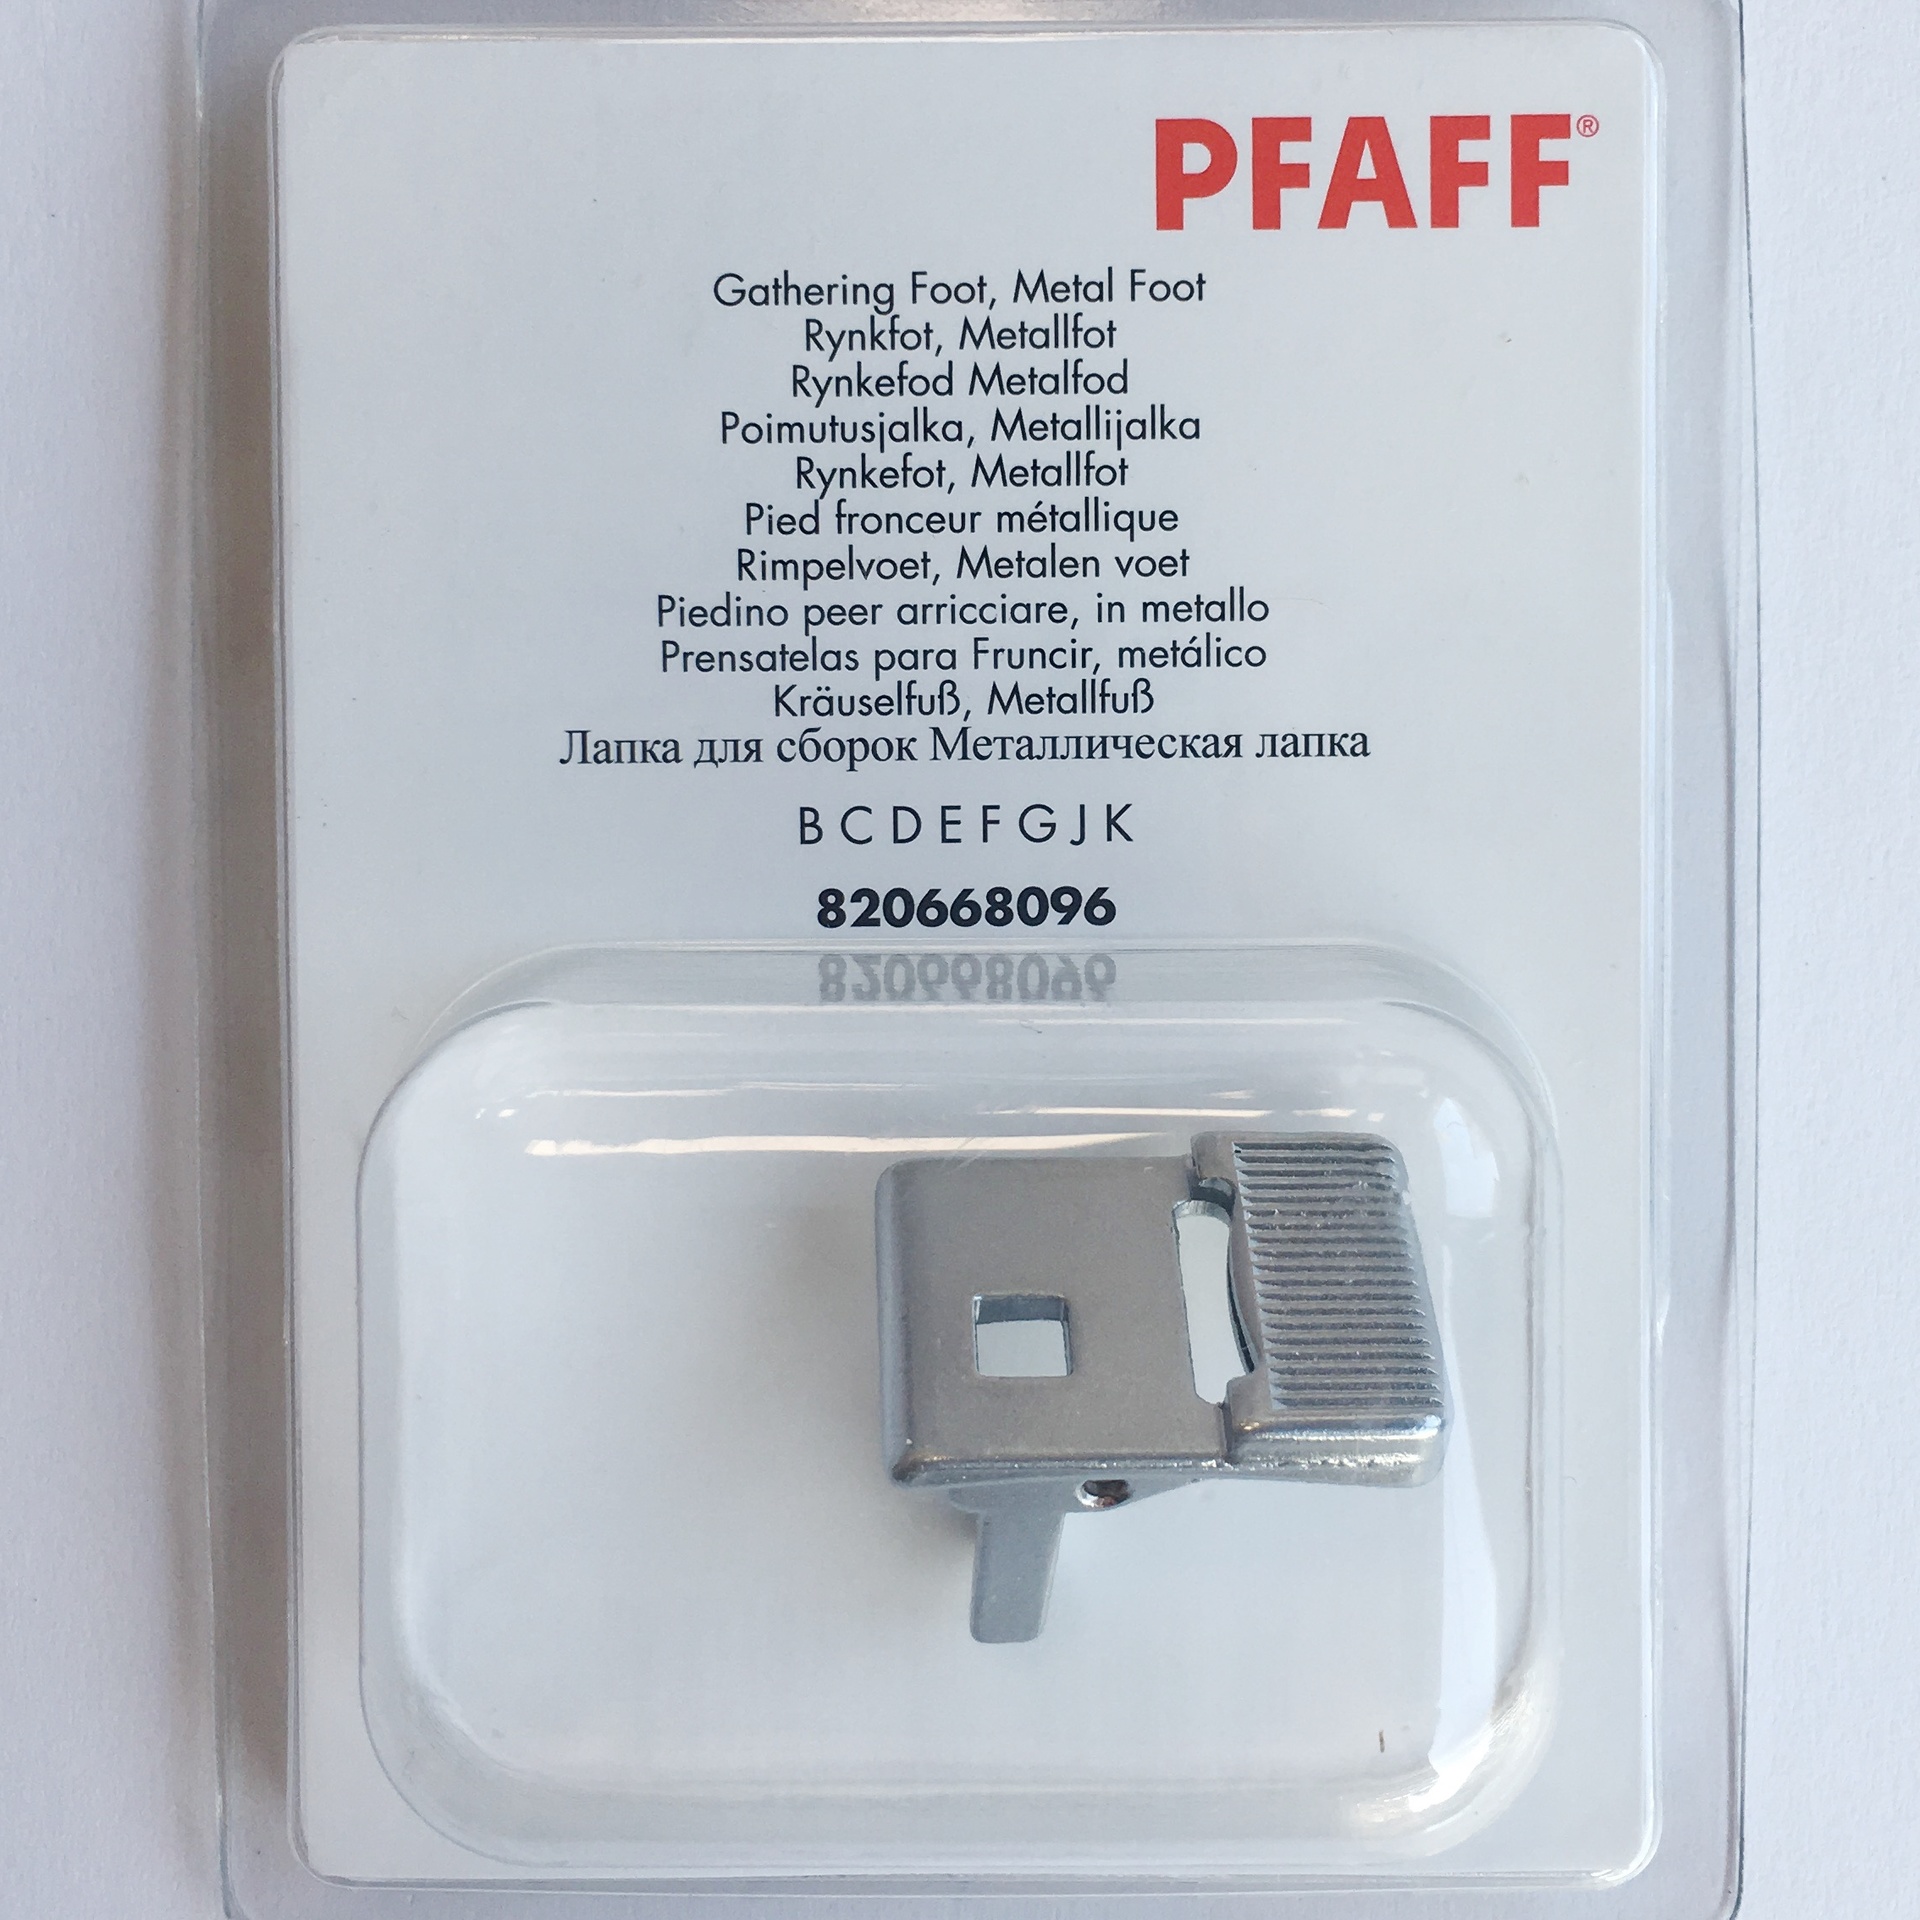 PFAFF®
Gathering Foot, Metal Foot
Rynkfot, Metallfot
Rynkefod Metalfod
Poimutusjalka, Metallijalka
Rynkefot, Metallfot
Pied fronceur métallique
Rimpelvoet, Metalen voet
Piedino peer arricciare, in metallo
Prensatelas para Fruncir, metálico
Kräuselfuß, Metallfuß
Лапка для сборок Металлическая лапка
B C D E F G J K
820668096